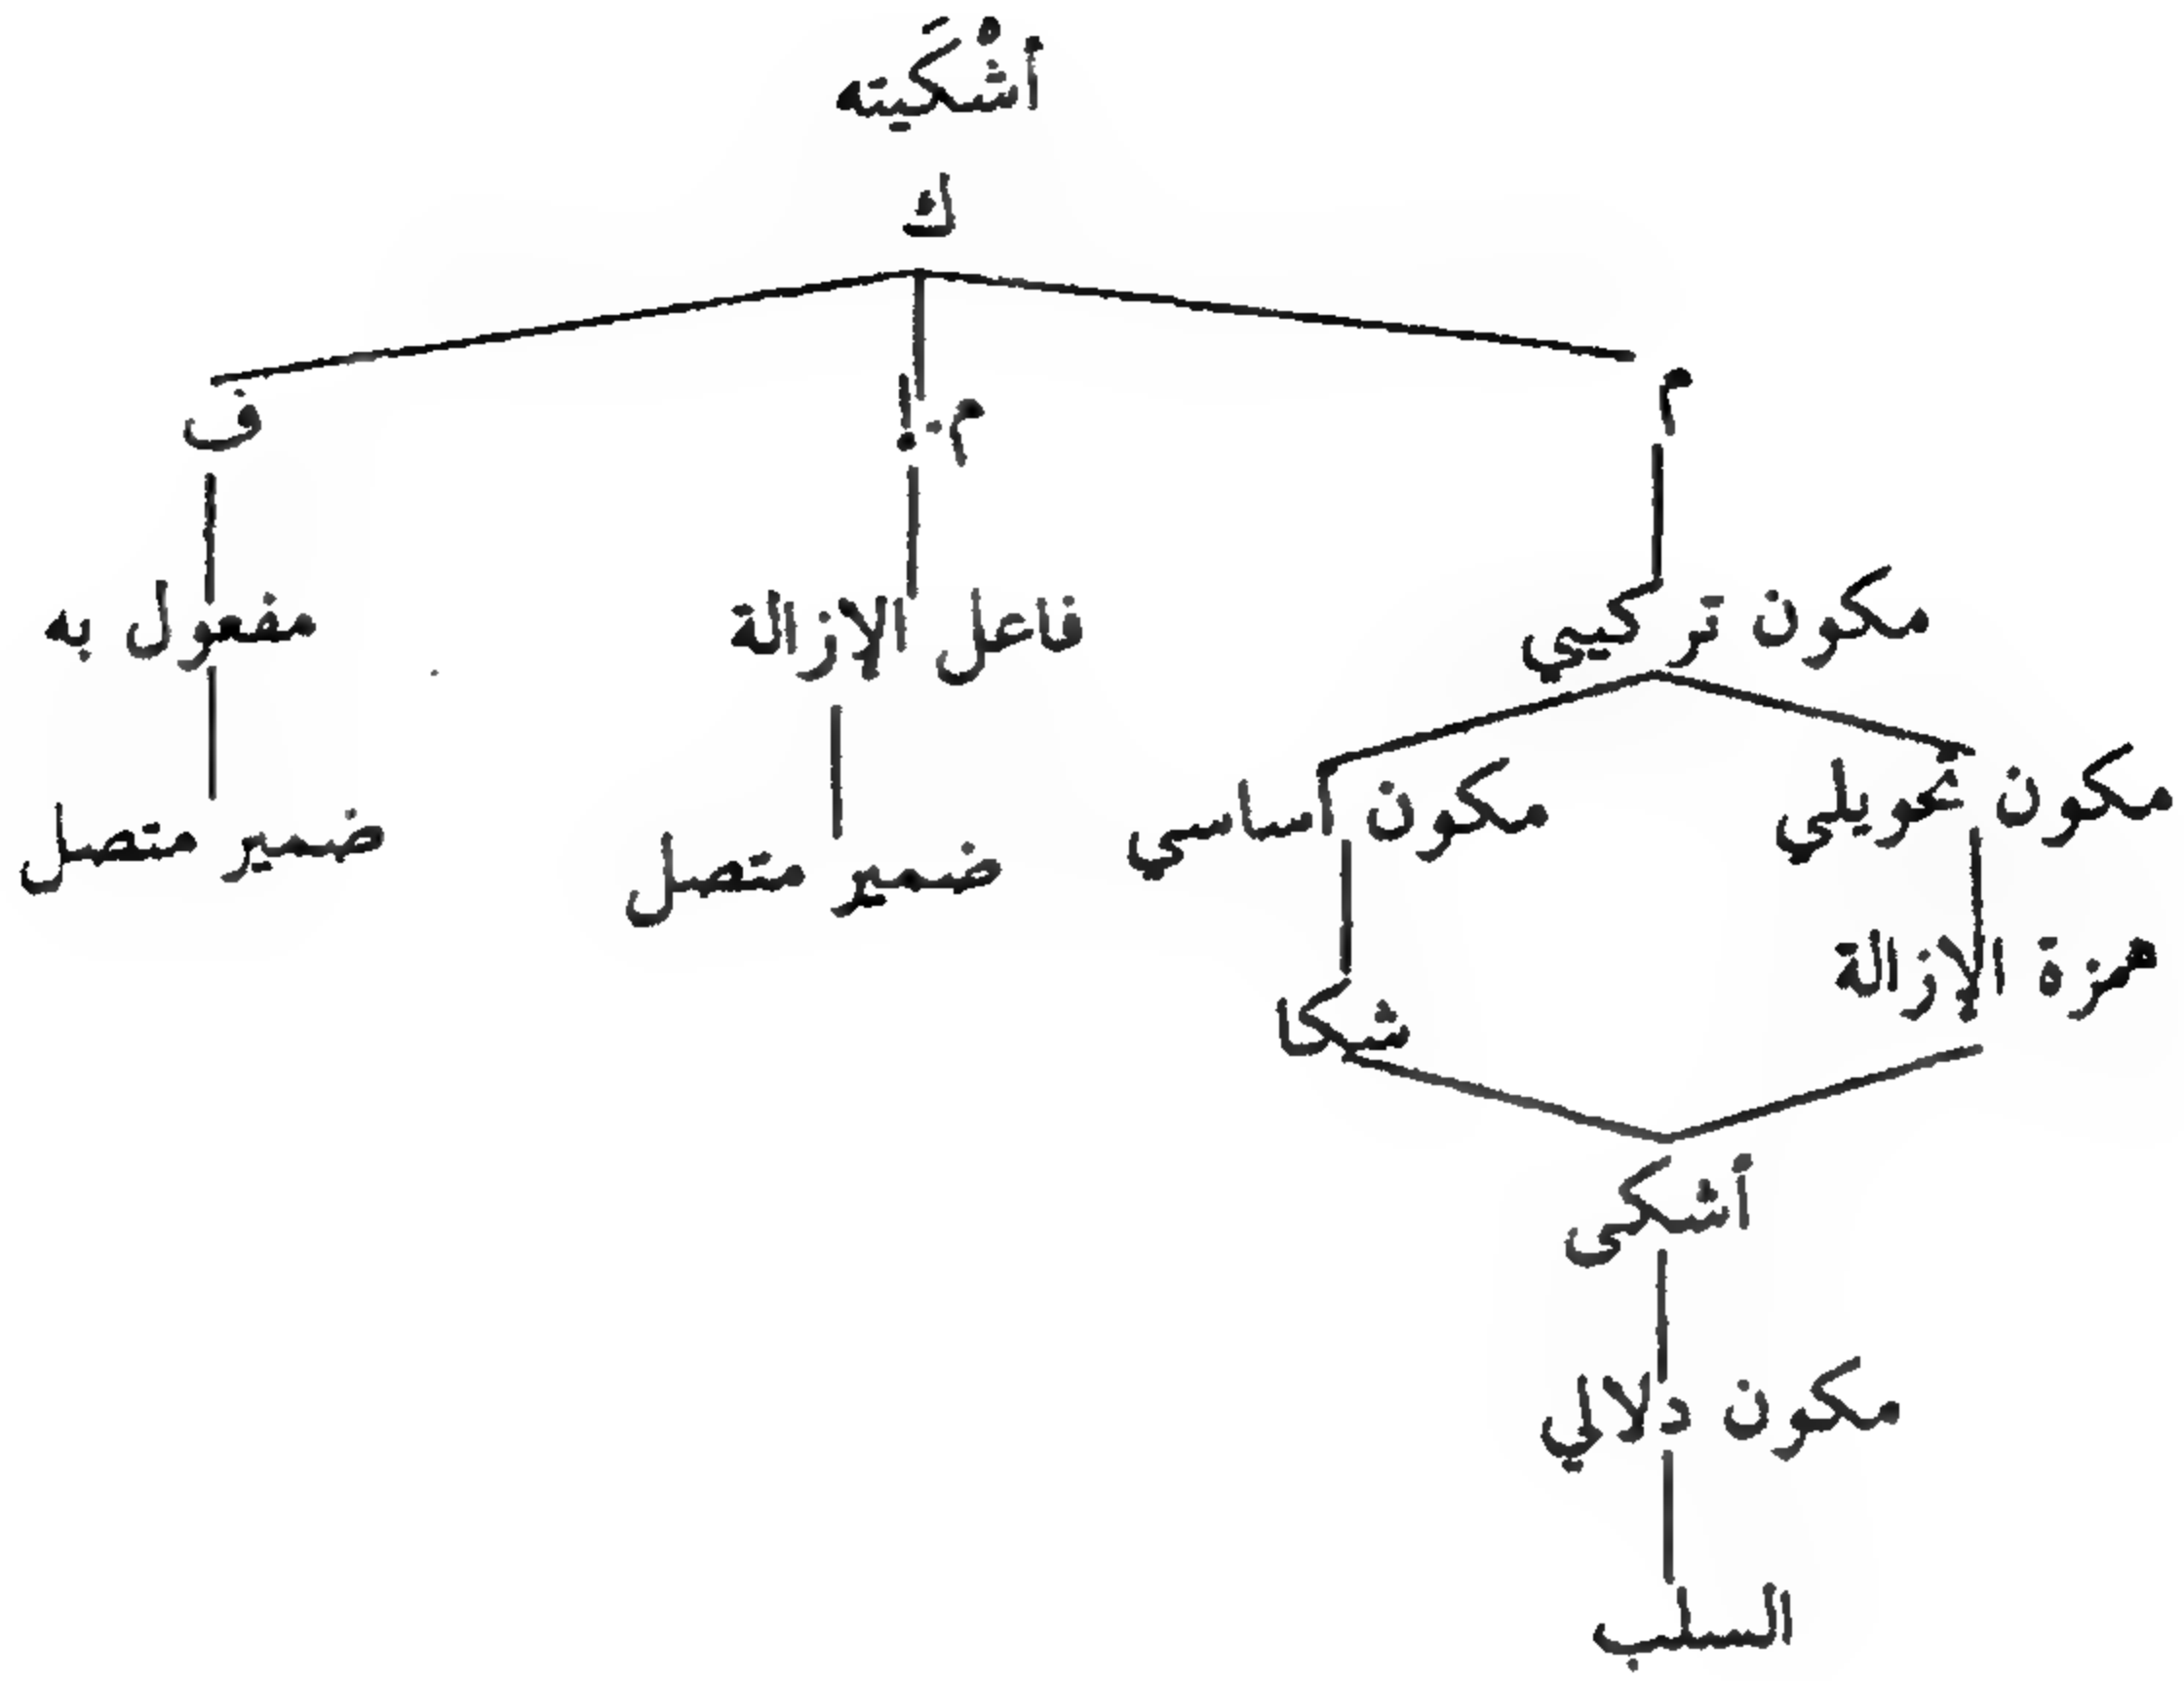 أشْكَيته
ك
م
م.إ
ف
مكون تركيبي
فاعل الإزالة
مفعول به
مكون تحويلي
مكون أساسي
ضمير متصل
ضمير متصل
همزة الإزالة
شكا
أشكى
مكون دلالي
السلب